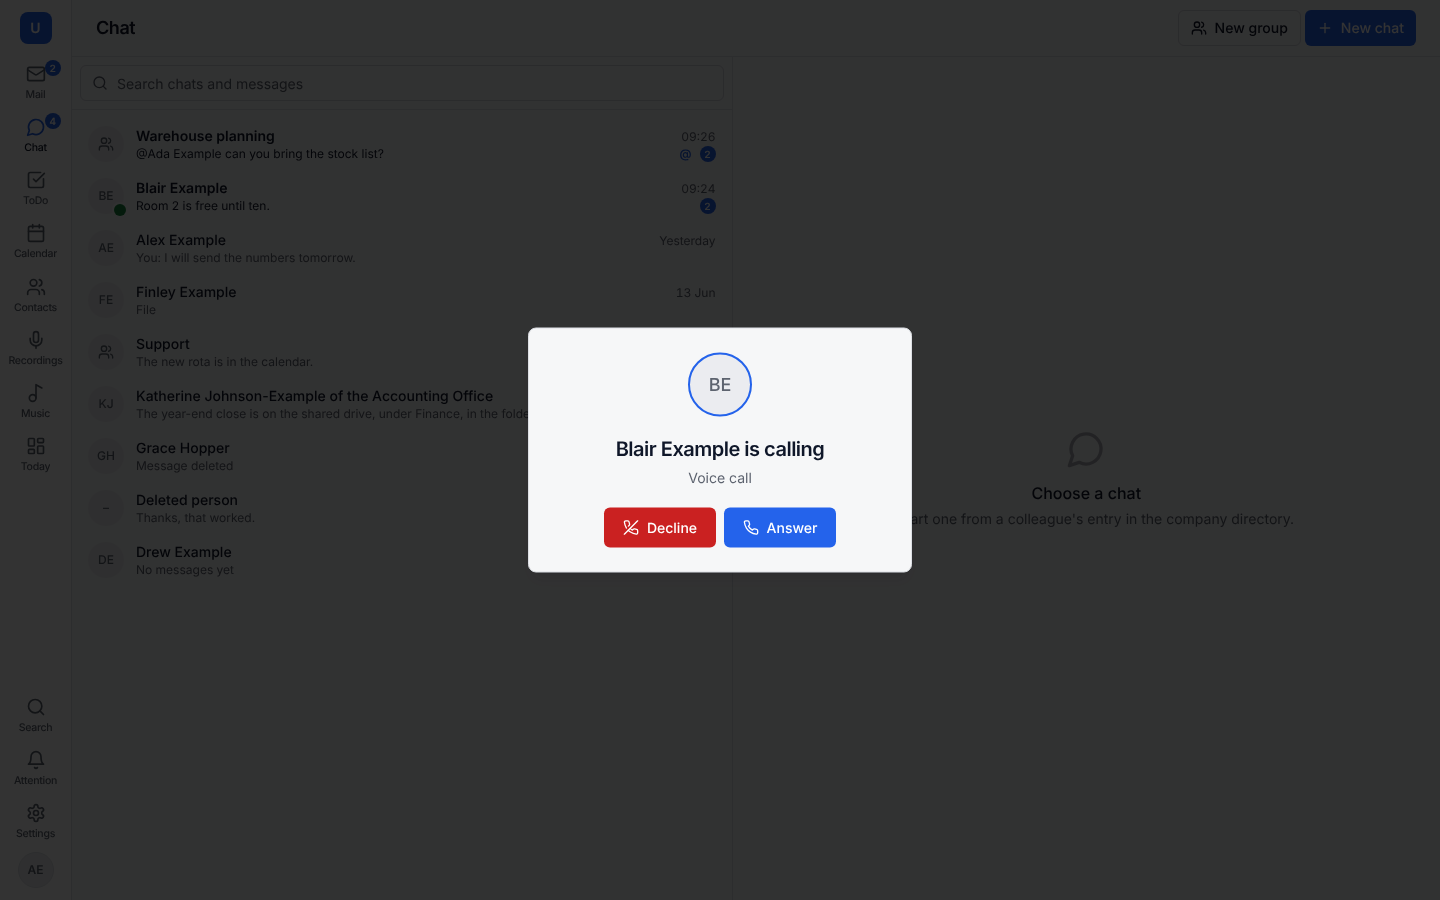 U
Chat
New group
New chat
2
Mail
4
Chat
ToDo
Calendar
Contacts
Recordings
Music
Today
Search
Attention
Settings
AE
Search chats and messages
Warehouse planning
09:26
@Ada Example can you bring the stock list?
@ 2
BE
Blair Example
09:24
Room 2 is free until ten.
2
AE
Alex Example
Yesterday
You: I will send the numbers tomorrow.
FE
Finley Example
13 Jun
File
Support
The new rota is in the calendar.
KJ
Katherine Johnson-Example of the Accounting Office
The year-end close is on the shared drive, under Finance, in the folde
GH
Grace Hopper
Message deleted
–
Deleted person
Thanks, that worked.
DE
Drew Example
No messages yet
BE
Blair Example is calling
Voice call
Decline
Answer
Choose a chat
art one from a colleague's entry in the company directory.